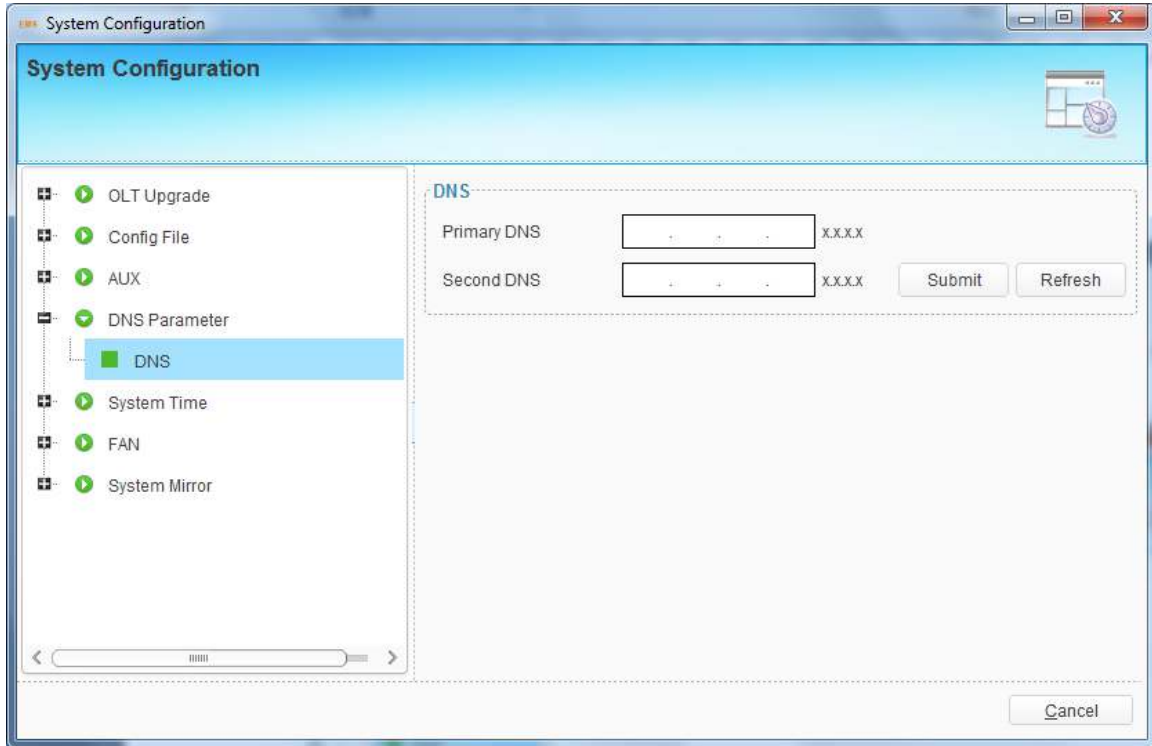 EMS System Configuration
System Configuration
OLT Upgrade
Config File
AUX
DNS Parameter
DNS
System Time
FAN
System Mirror
DNS
Primary DNS . . . x.x.x.x
Second DNS . . . x.x.x.x Submit Refresh
Cancel